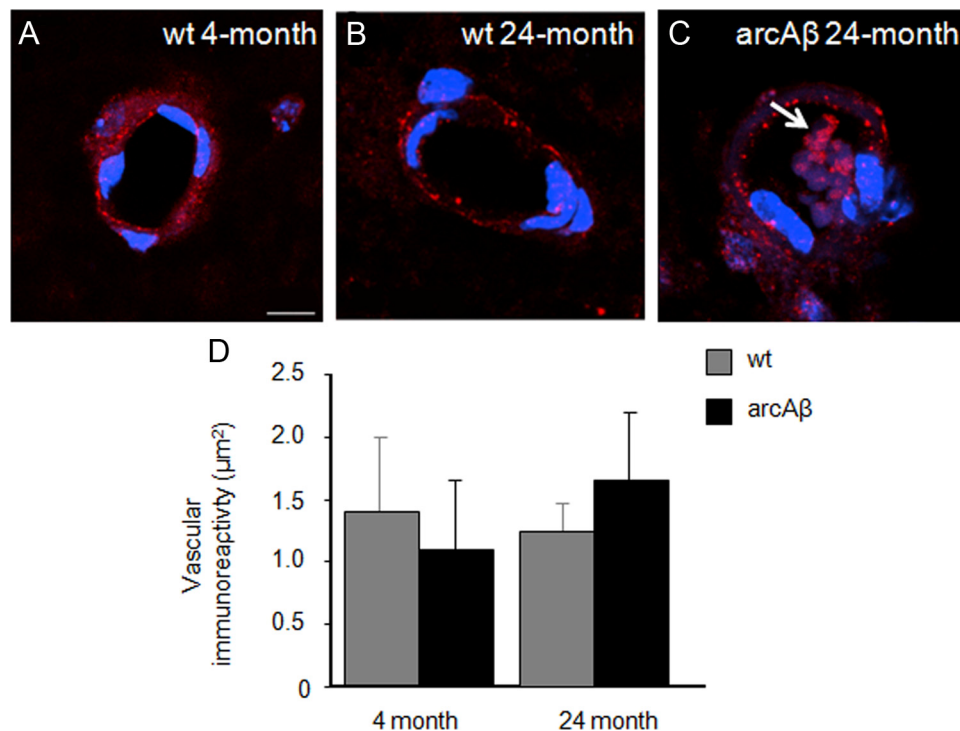 A
wt 4-month
B
wt 24-month
C
arcAβ 24-month
D
wt
arcAβ
2.5
2.0
1.5
1.0
0.5
0
Vascular
immunoreactivty (µm²)
4 month
24 month